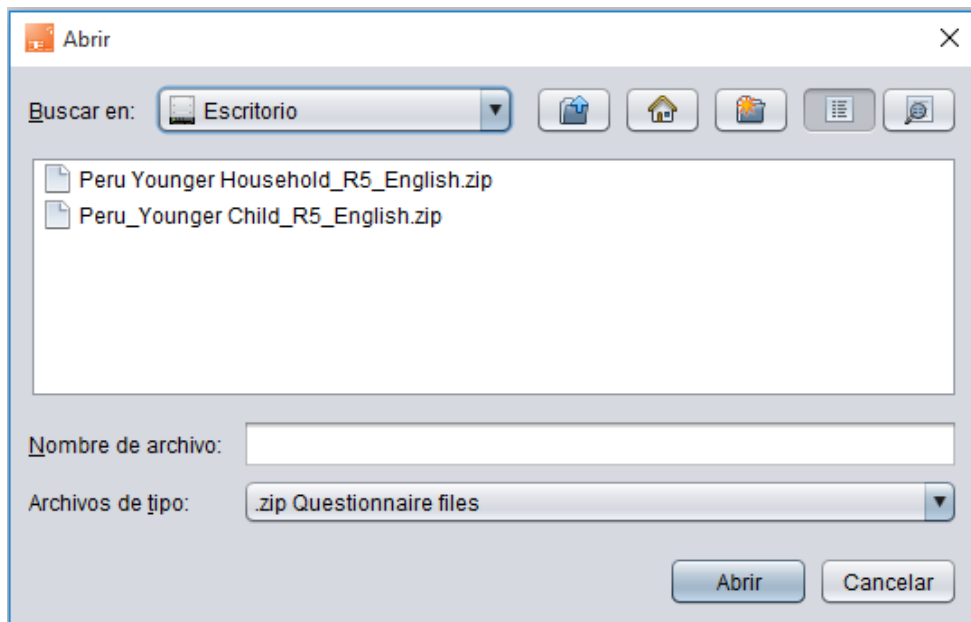 Abrir
Buscar en: Escritorio
Peru Younger Household_R5_English.zip
Peru_Younger Child_R5_English.zip
Nombre de archivo:
Archivos de tipo: .zip Questionnaire files
Abrir Cancelar